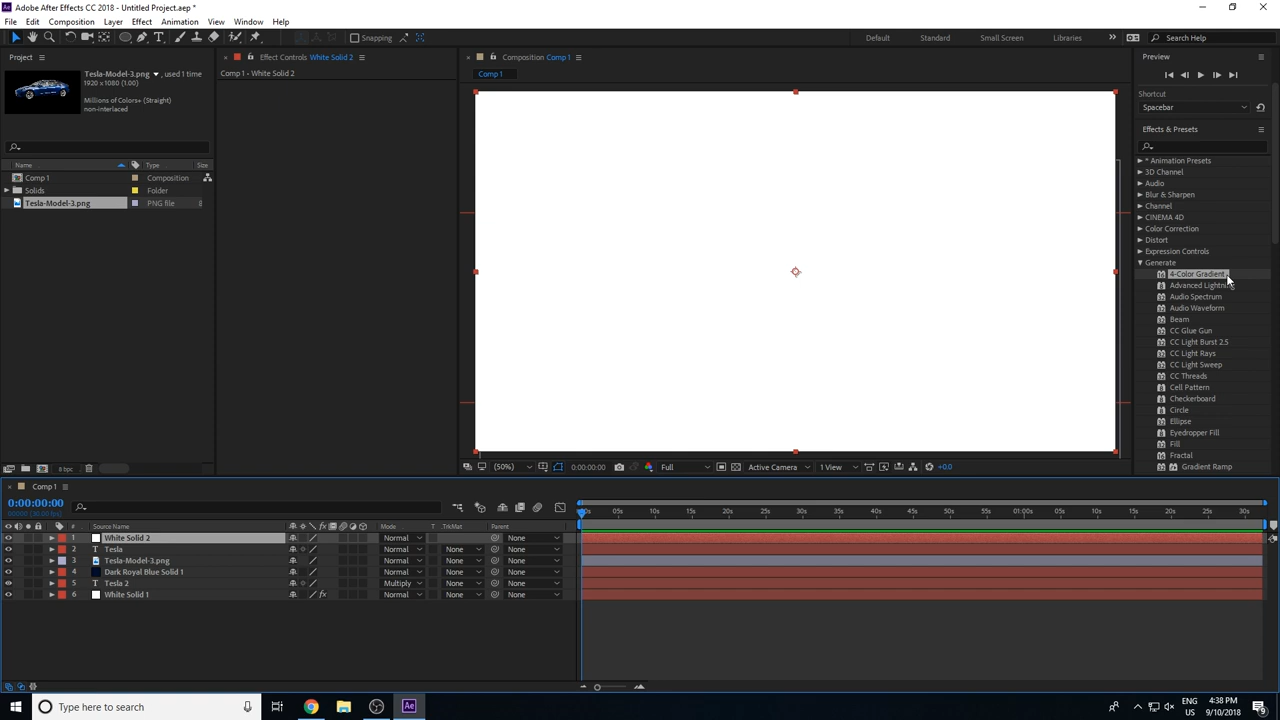 Adobe After Effects CC 2018 - Untitled Project.aep *
File Edit Composition Layer Effect Animation View Window Help
Snapping
Default Standard Small Screen Libraries Search Help
Project
Effect Controls White Solid 2
Composition Comp 1
Preview
Tesla-Model-3.png , used 1 time
1920 x 1080 (1.00)
Millions of Colors+ (Straight)
non-interlaced
Comp 1 - White Solid 2
Comp 1
Shortcut
Spacebar
Effects & Presets
Name Type Size
Comp 1 Composition
Solids Folder
Tesla-Model-3.png PNG file
* Animation Presets
3D Channel
Audio
Blur & Sharpen
Channel
CINEMA 4D
Color Correction
Distort
Expression Controls
Generate
4-Color Gradient
Advanced Lightning
Audio Spectrum
Audio Waveform
Beam
CC Glue Gun
CC Light Burst 2.5
CC Light Rays
CC Light Sweep
CC Threads
Cell Pattern
Checkerboard
Circle
Ellipse
Eyedropper Fill
Fill
Fractal
Gradient Ramp
8 bpc
(50%) 0:00:00:00 Full Active Camera 1 View +0.0
Comp 1
0:00:00:00
# Source Name Mode T .TrkMat Parent
05s 10s 15s 20s 25s 30s 35s 40s 45s 50s 55s 1:00s 05s 10s 15s 20s 25s 30s
1 White Solid 2 Normal None
2 T Tesla Normal None None
3 Tesla-Model-3.png Normal None None
4 Dark Royal Blue Solid 1 Normal None None
5 T Tesla 2 Multiply None None
6 White Solid 1 fx Normal None None
Type here to search
Ae
ENG
US
4:38 PM
9/10/2018